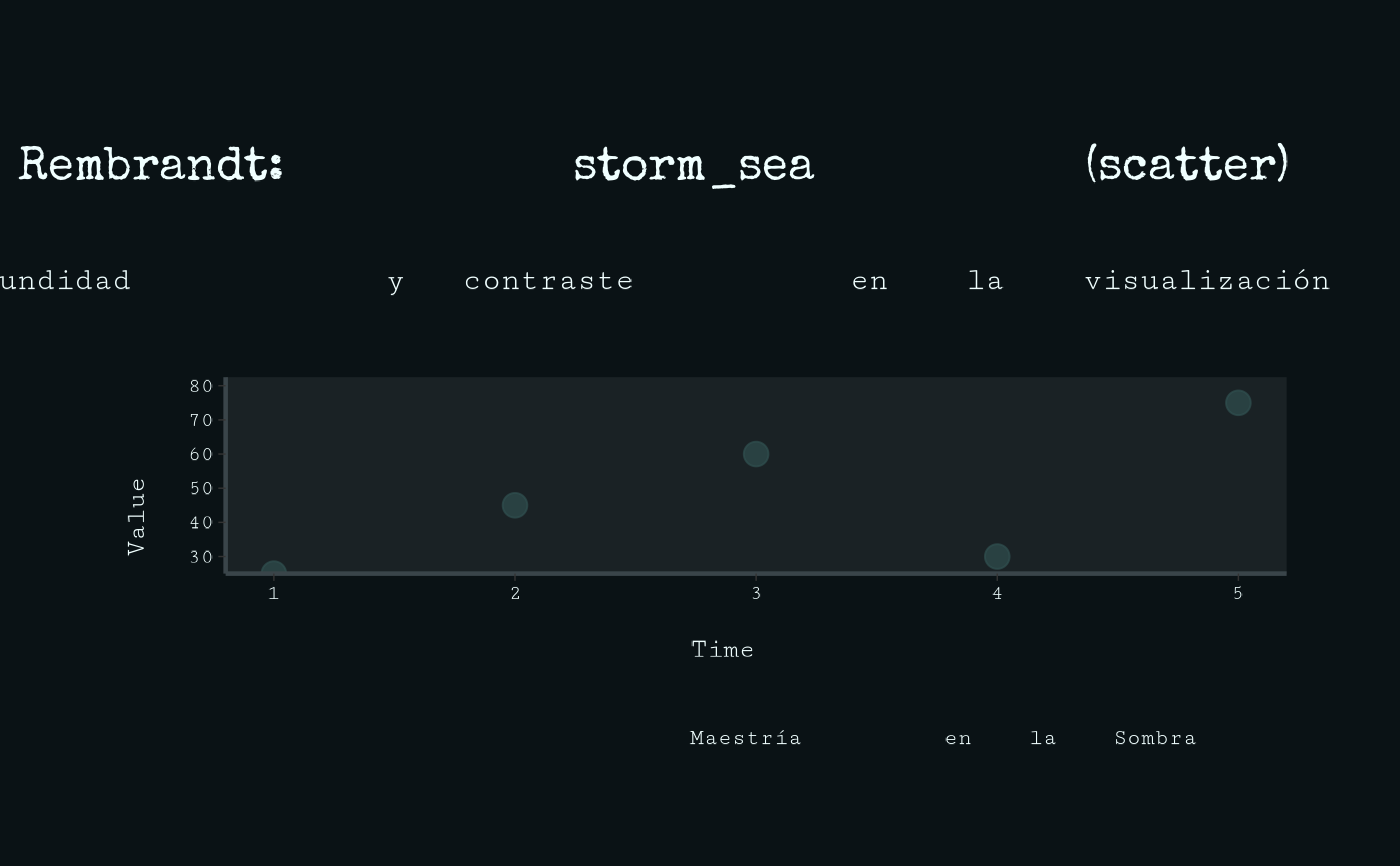 Rembrandt: storm_sea (scatter)
undidad y contraste en la visualización
80
70
60
50
40
30
Value
1 2 3 4 5
Time
Maestría en la Sombra